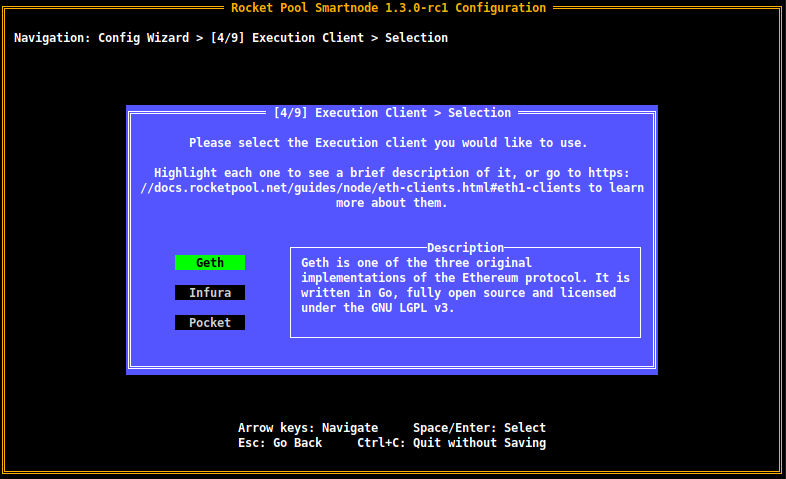 Rocket Pool Smartnode 1.3.0-rc1 Configuration
Navigation: Config Wizard > [4/9] Execution Client > Selection
[4/9] Execution Client > Selection
Please select the Execution client you would like to use.
Highlight each one to see a brief description of it, or go to https:
//docs.rocketpool.net/guides/node/eth-clients.html#eth1-clients to learn
more about them.
Geth
Infura
Pocket
Description
Geth is one of the three original
implementations of the Ethereum protocol. It is
written in Go, fully open source and licensed
under the GNU LGPL v3.
Arrow keys: Navigate     Space/Enter: Select
Esc: Go Back     Ctrl+C: Quit without Saving